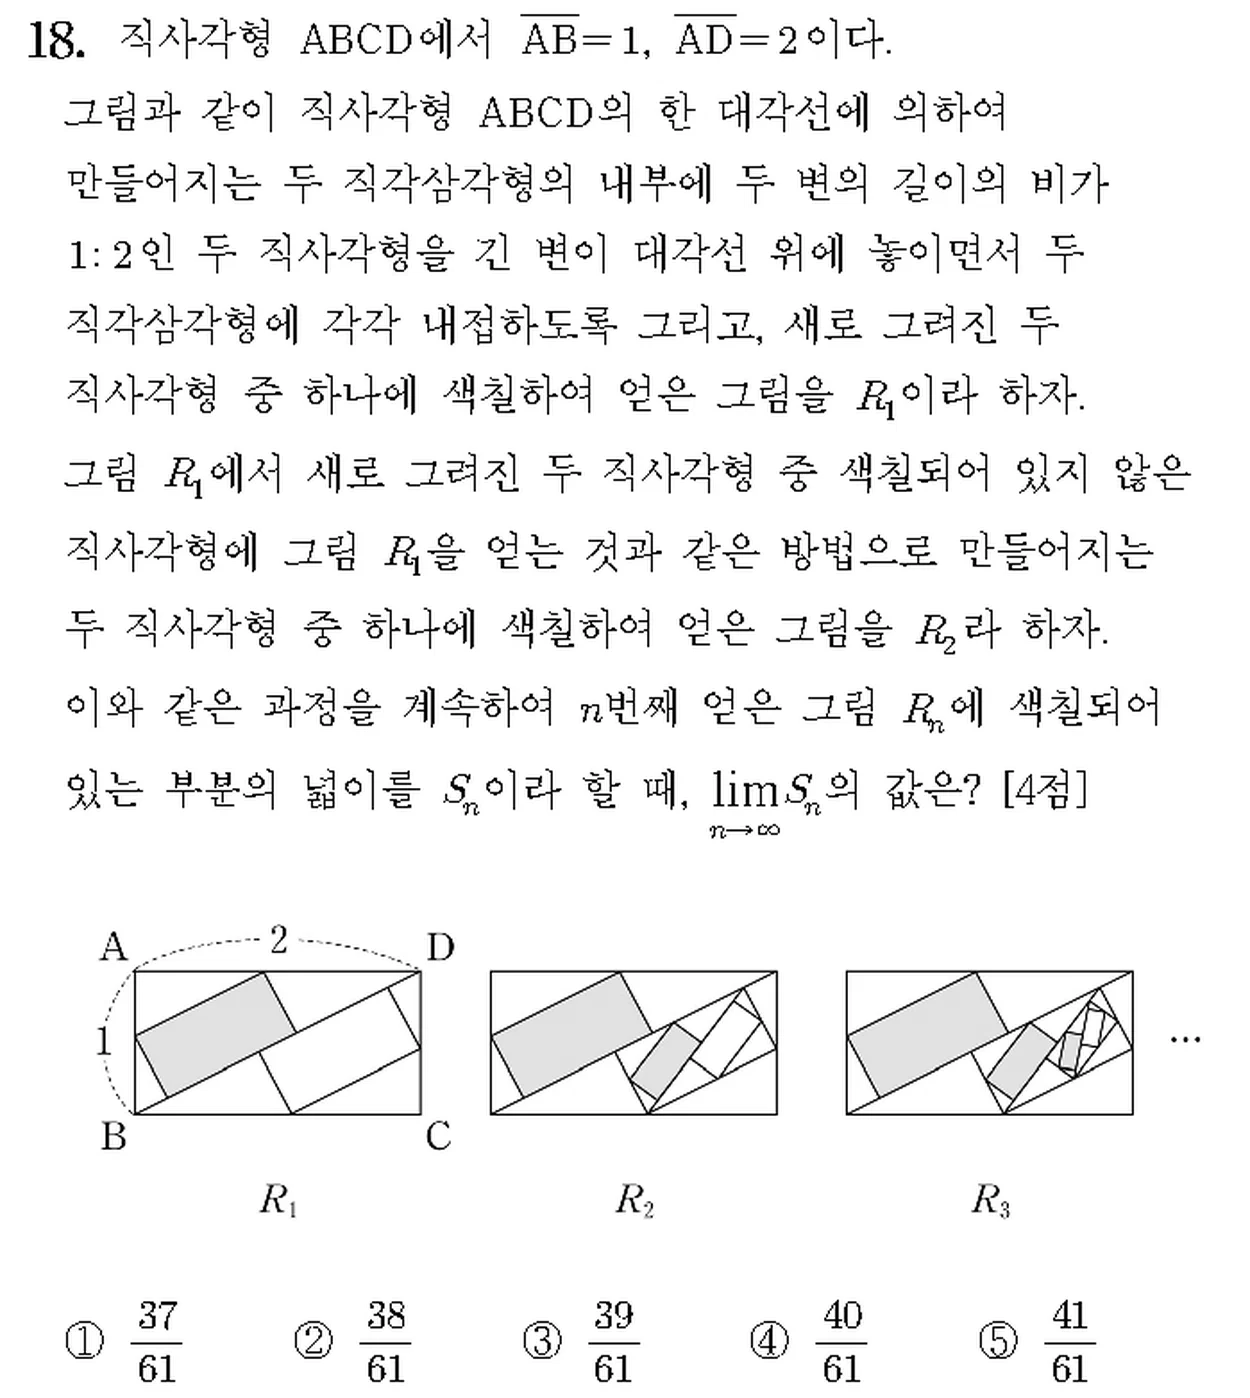 18. 직사각형 ABCD에서 AB=1, AD=2이다.
그림과 같이 직사각형 ABCD의 한 대각선에 의하여
만들어지는 두 직각삼각형의 내부에 두 변의 길이의 비가
1:2인 두 직사각형을 긴 변이 대각선 위에 놓이면서 두
직각삼각형에 각각 내접하도록 그리고, 새로 그려진 두
직사각형 중 하나에 색칠하여 얻은 그림을 R₁이라 하자.
그림 R₁에서 새로 그려진 두 직사각형 중 색칠되어 있지 않은
직사각형에 그림 R₁을 얻는 것과 같은 방법으로 만들어지는
두 직사각형 중 하나에 색칠하여 얻은 그림을 R₂라 하자.
이와 같은 과정을 계속하여 n번째 얻은 그림 Rₙ에 색칠되어
있는 부분의 넓이를 Sₙ이라 할 때, lim Sₙ의 값은? [4점]
n→∞
A 2 D
1
B C
R₁ R₂ R₃
…
① 37/61 ② 38/61 ③ 39/61 ④ 40/61 ⑤ 41/61